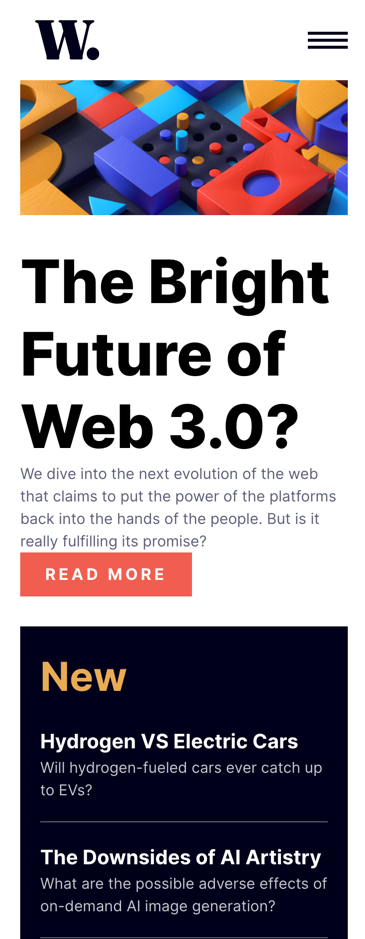 W.
The Bright
Future of
Web 3.0?
We dive into the next evolution of the web
that claims to put the power of the platforms
back into the hands of the people. But is it
really fulfilling its promise?
READ MORE
New
Hydrogen VS Electric Cars
Will hydrogen-fueled cars ever catch up
to EVs?
The Downsides of AI Artistry
What are the possible adverse effects of
on-demand AI image generation?